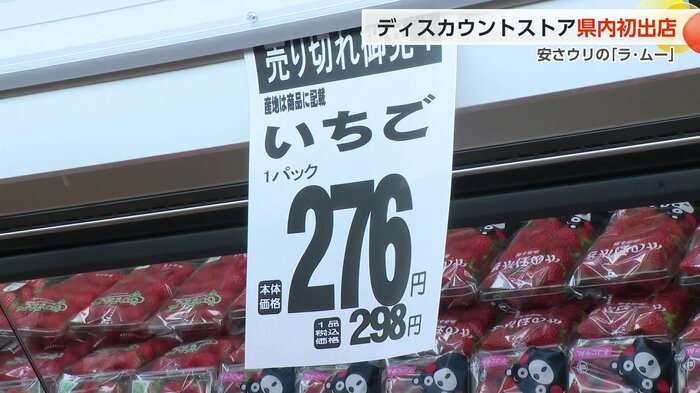 ディスカウントストア県内初出店
安さウリの「ラ・ムー」
売り切れ御免!
産地は商品に記載
いちご
1パック
本体価格 276円
1品税込価格 298円